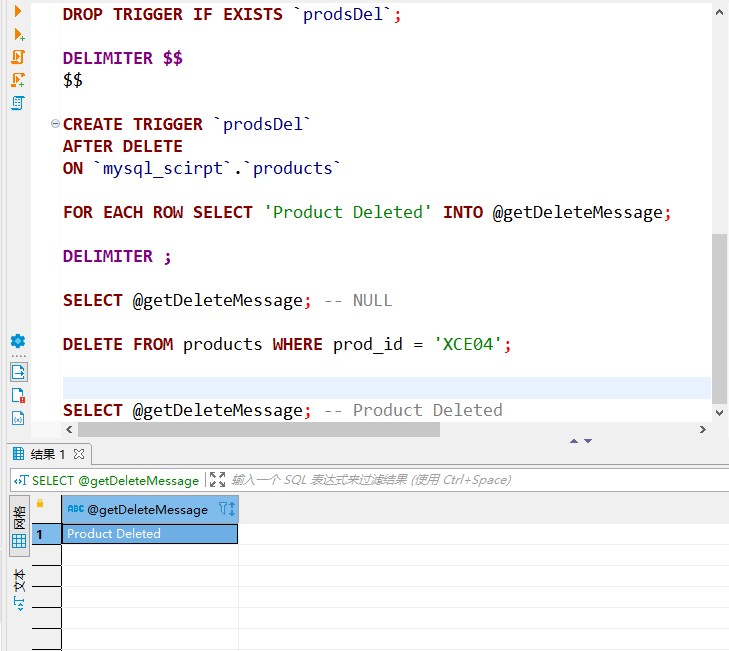 DROP TRIGGER IF EXISTS `prodsDel`;
DELIMITER $$
$$
CREATE TRIGGER `prodsDel`
AFTER DELETE
ON `mysql_scirpt`.`products`
FOR EACH ROW SELECT 'Product Deleted' INTO @getDeleteMessage;
DELIMITER ;
SELECT @getDeleteMessage; -- NULL
DELETE FROM products WHERE prod_id = 'XCE04';
SELECT @getDeleteMessage; -- Product Deleted
结果 1
SELECT @getDeleteMessage
输入一个 SQL 表达式来过滤结果 (使用 Ctrl+Space)
网格
ABC @getDeleteMessage
1 Product Deleted
文本